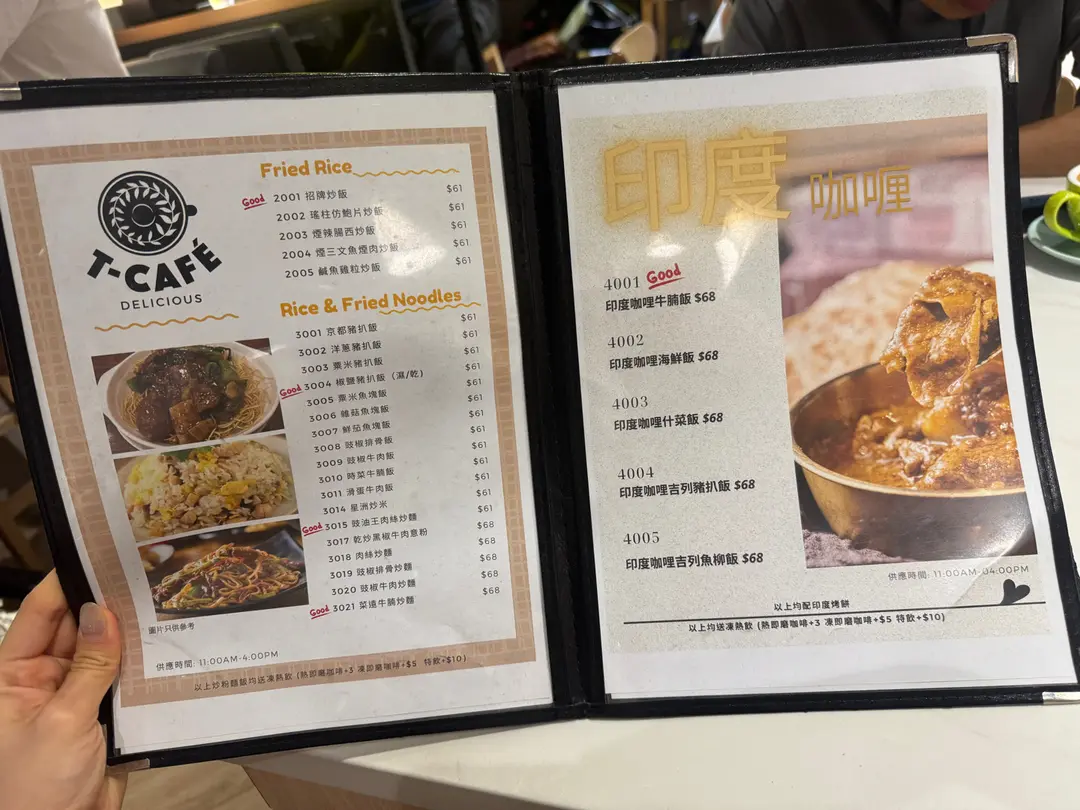 T-CAFÉ
DELICIOUS
Fried Rice
Good 2001 招牌炒飯 $61
2002 瑤柱仿鮑片炒飯 $61
2003 煙辣腸西炒飯 $61
2004 煙三文魚煙肉炒飯 $61
2005 鹹魚雞粒炒飯 $61
Rice & Fried Noodles
3001 京都豬扒飯 $61
3002 洋蔥豬扒飯 $61
3003 粟米豬扒飯 $61
Good 3004 椒鹽豬扒飯 (濕/乾) $61
3005 粟米魚塊飯 $61
3006 雜菇魚塊飯 $61
3007 鮮茄魚塊飯 $61
3008 豉椒排骨飯 $61
3009 豉椒牛肉飯 $61
3010 時菜牛腩飯 $61
3011 滑蛋牛肉飯 $61
3014 星洲炒米 $61
Good 3015 豉油王肉絲炒麵 $61
3017 乾炒黑椒牛肉意粉 $68
3018 肉絲炒麵 $68
3019 豉椒排骨炒麵 $68
3020 豉椒牛肉炒麵 $68
Good 3021 菜遠牛腩炒麵 $68
圖片只供參考
供應時間: 11:00AM-4:00PM
以上炒粉麵飯均送凍熱飲 (熱即磨咖啡+3 凍即磨咖啡+$5 特飲+$10)
印度 咖喱
4001 Good
印度咖哩牛腩飯 $68
4002
印度咖哩海鮮飯 $68
4003
印度咖哩什菜飯 $68
4004
印度咖哩吉列豬扒飯 $68
4005
印度咖哩吉列魚柳飯 $68
供應時間: 11:00AM-04:00PM
以上均配印度烤餅
以上均送凍熱飲 (熱即磨咖啡+3 凍即磨咖啡+$5 特飲+$10)